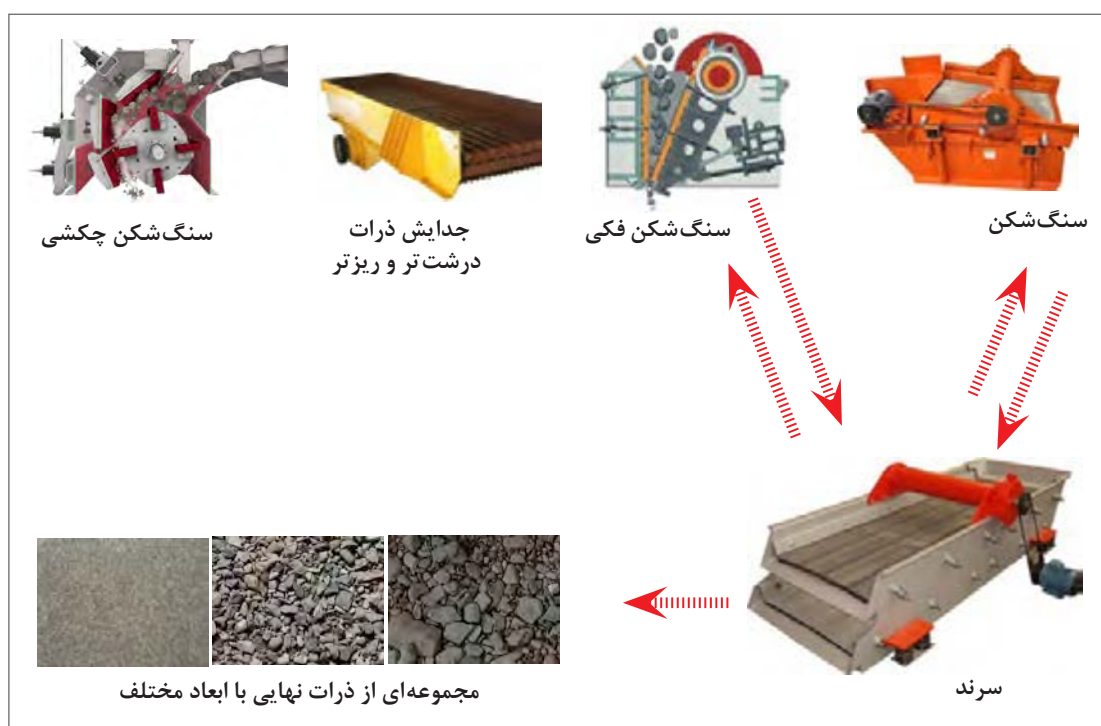 سنگ‌شکن
سنگ‌شکن فکی
جدایش ذرات
درشت‌تر و ریزتر
سنگ‌شکن چکشی
سرند
مجموعه‌ای از ذرات نهایی با ابعاد مختلف